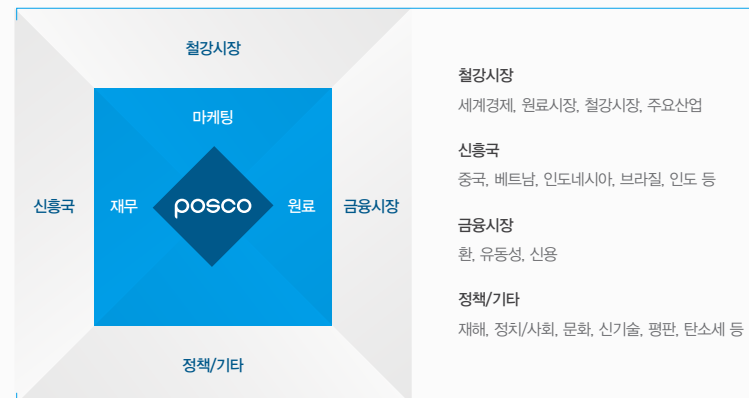 철강시장
마케팅
신흥국 재무 posco 원료 금융시장
정책/기타
철강시장
세계경제, 원료시장, 철강시장, 주요산업
신흥국
중국, 베트남, 인도네시아, 브라질, 인도 등
금융시장
환, 유동성, 신용
정책/기타
재해, 정치/사회, 문화, 신기술, 평판, 탄소세 등